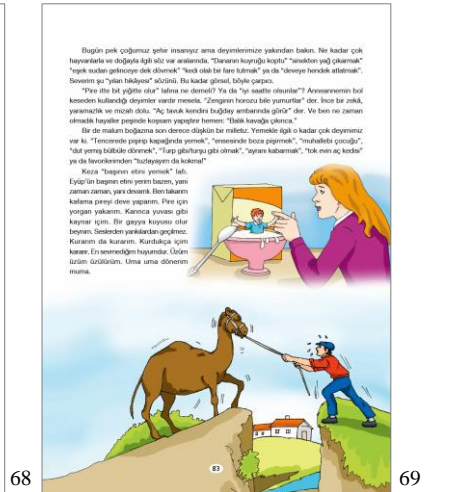 Bugün pek çoğumuz şehir insanıyız ama deyimlerimize yakından bakın. Ne kadar çok
hayvanlarla ve doğayla ilgili söz var aralarında. "Dananın kuyruğu koptu" "sinekten yağ çıkarmak"
"eşek sudan gelinceye dek dövmek" "kedi olalı bir fare tutmak" ya da "deveye hendek atlatmak".
Severim şu "yılan hikâyesi" sözünü. Bu kadar görsel, böyle çarpıcı.
"Pire itte bit yiğitte olur" lafına ne demeli? Ya da "iyi saatte olsunlar"? Anneannemin bol
keseden kullandığı deyimler vardır mesela. "Zenginin horozu bile yumurtlar" der. İnce bir zekâ,
yaramazlık ve mizah dolu. "Aç tavuk kendini buğday ambarında görür" der. Ve ben ne zaman
olmadık hayaller peşinde koşsam yapıştırır hemen: "Balık kavağa çıkınca."
Bir de malum boğazına son derece düşkün bir milletiz. Yemekle ilgili o kadar çok deyimimiz
var ki. "Tencerede pişirip kapağında yemek", "ensesinde boza pişirmek", "muhallebi çocuğu",
"dut yemiş bülbüle dönmek", "Turp gibi/turşu gibi olmak", "ayranı kabarmak", "tok evin aç kedisi"
ya da favorilerimden "tuzlayayım da kokma!"
Keza "başının etini yemek" lafı.
Eyüp'ün başının etini yerim bazen, yani
zaman zaman, yani devamlı. Ben takarım
kafama pireyi deve yaparım. Pire için
yorgan yakarım. Karınca yuvası gibi
kaynar içim. Bir gayya kuyusu olur
beynim. Seslerden yankılardan geçilmez.
Kurarım da kurarım. Kurdukça içim
kararır. En sevmediğim huyumdur. Üzüm
üzüm üzülürüm. Uma uma dönerim
muma.
83
68
69